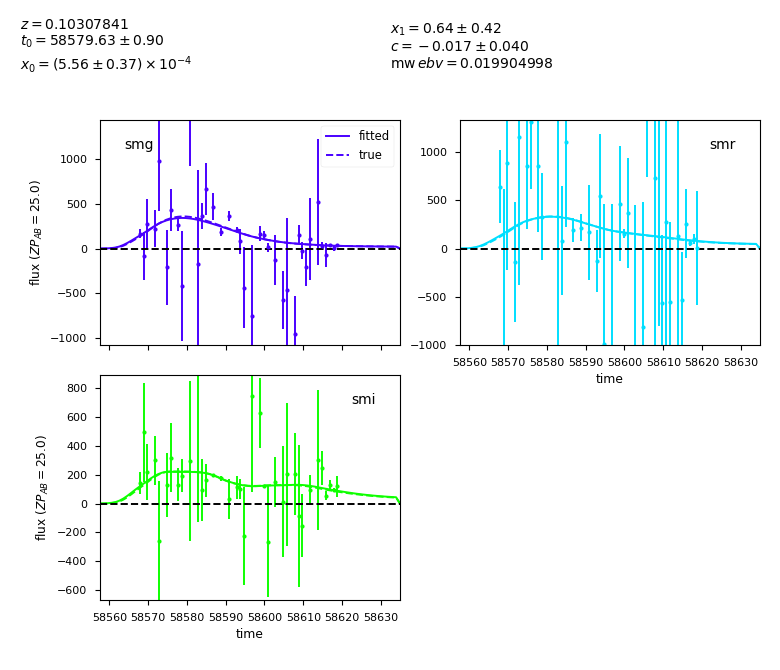 z = 0.10307841
t₀ = 58579.63 ± 0.90
x₀ = (5.56 ± 0.37) × 10⁻⁴
x₁ = 0.64 ± 0.42
c = −0.017 ± 0.040
mw ebv = 0.019904998
smg
fitted
true
1000
500
0
−500
−1000
flux (ZP_AB = 25.0)
smr
1000
500
0
−500
−1000
58560 58570 58580 58590 58600 58610 58620 58630
time
smi
800
600
400
200
0
−200
−400
−600
flux (ZP_AB = 25.0)
58560 58570 58580 58590 58600 58610 58620 58630
time